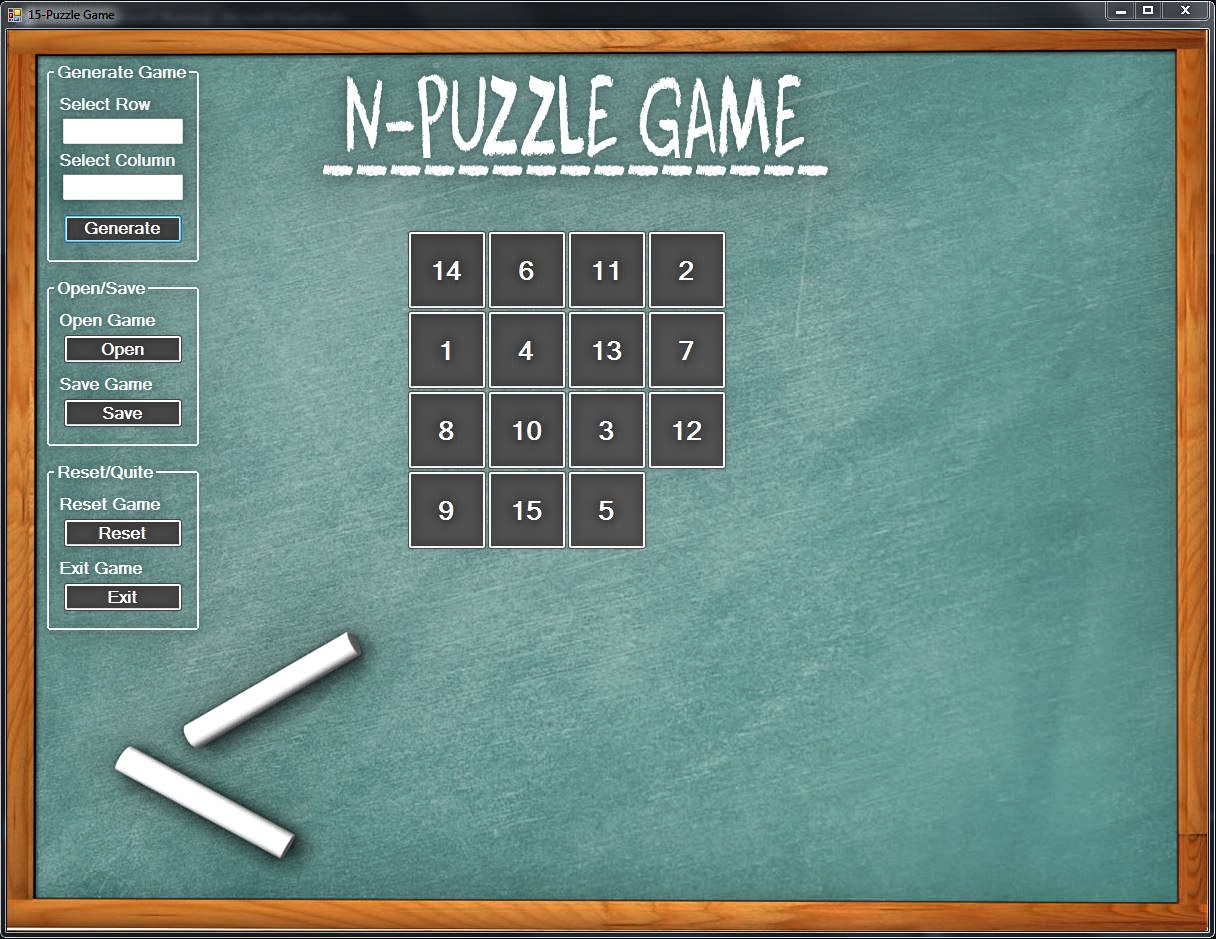 15-Puzzle Game
N-PUZZLE GAME
Generate Game
Select Row
Select Column
Generate
Open/Save
Open Game
Open
Save Game
Save
Reset/Quite
Reset Game
Reset
Exit Game
Exit
14 6 11 2
1 4 13 7
8 10 3 12
9 15 5